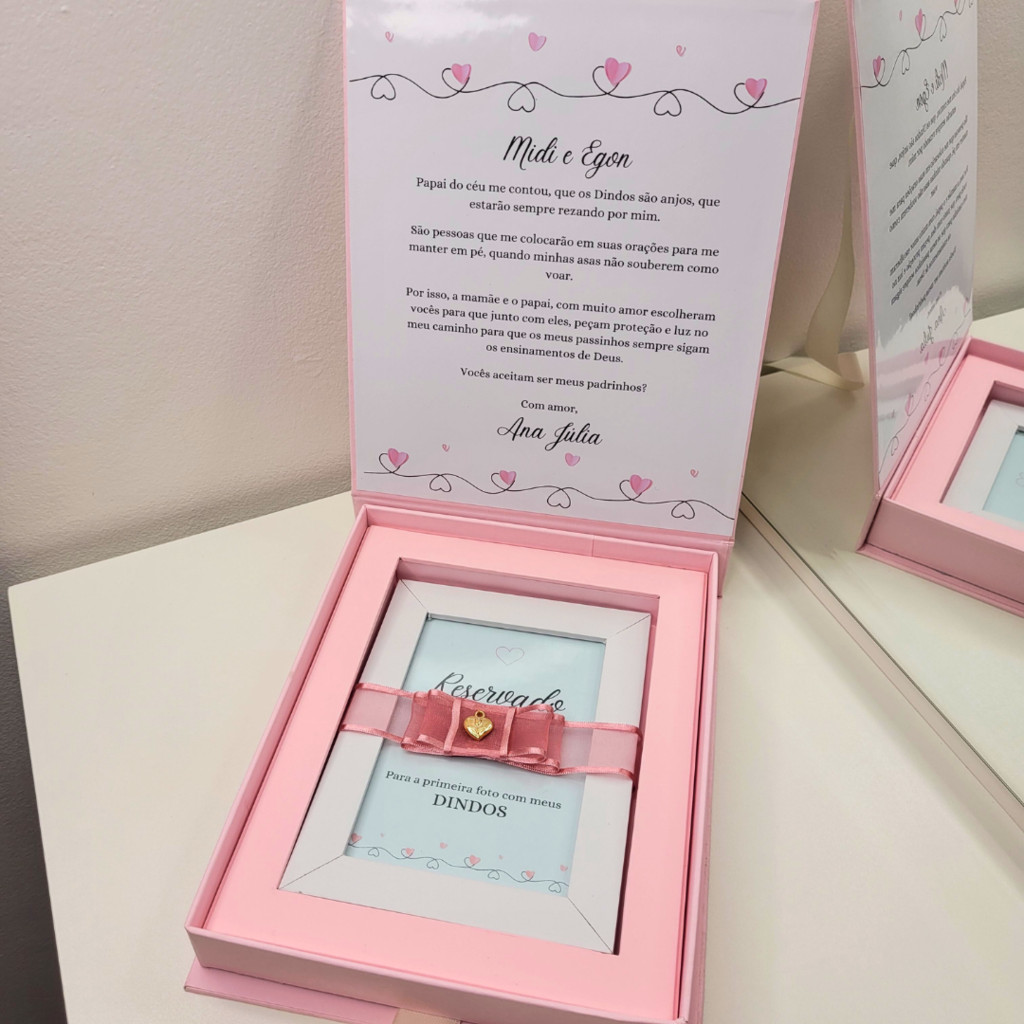 Midi e Egon
Papai do céu me contou, que os Dindos são anjos, que
estarão sempre rezando por mim.
São pessoas que me colocarão em suas orações para me
manter em pé, quando minhas asas não souberem como
voar.
Por isso, a mamãe e o papai, com muito amor escolheram
vocês para que junto com eles, peçam proteção e luz no
meu caminho para que os meus passinhos sempre sigam
os ensinamentos de Deus.
Vocês aceitam ser meus padrinhos?
Com amor,
Ana Júlia
Reservado
Para a primeira foto com meus
DINDOS